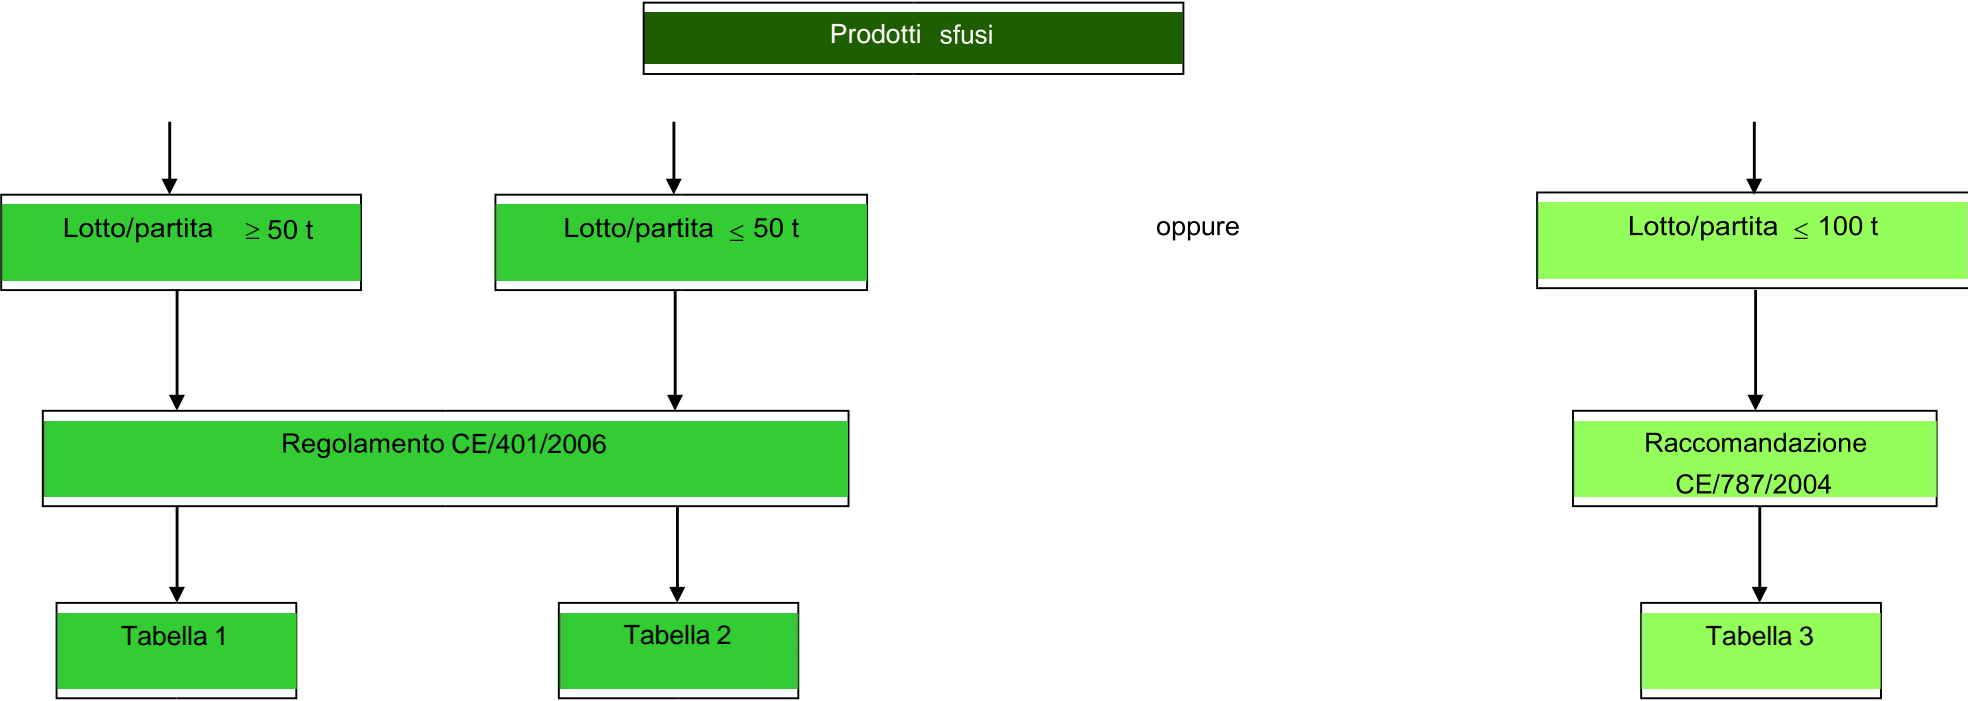 Prodotti sfusi
Lotto/partita ≥ 50 t
Lotto/partita ≤ 50 t
oppure
Lotto/partita ≤ 100 t
Regolamento CE/401/2006
Raccomandazione
CE/787/2004
Tabella 1
Tabella 2
Tabella 3